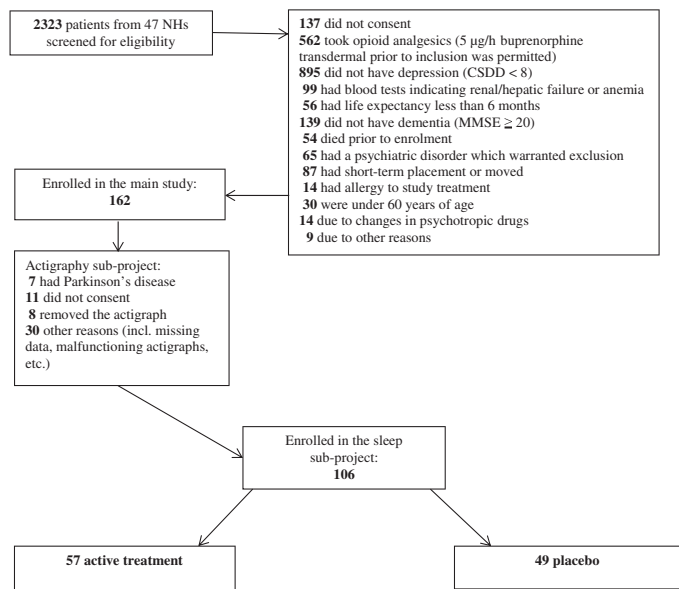 2323 patients from 47 NHs
screened for eligibility
137 did not consent
562 took opioid analgesics (5 µg/h buprenorphine
transdermal prior to inclusion was permitted)
895 did not have depression (CSDD < 8)
99 had blood tests indicating renal/hepatic failure or anemia
56 had life expectancy less than 6 months
139 did not have dementia (MMSE ≥ 20)
54 died prior to enrolment
65 had a psychiatric disorder which warranted exclusion
87 had short-term placement or moved
14 had allergy to study treatment
30 were under 60 years of age
14 due to changes in psychotropic drugs
9 due to other reasons
Enrolled in the main study:
162
Actigraphy sub-project:
7 had Parkinson’s disease
11 did not consent
8 removed the actigraph
30 other reasons (incl. missing
data, malfunctioning actigraphs,
etc.)
Enrolled in the sleep
sub-project:
106
57 active treatment
49 placebo